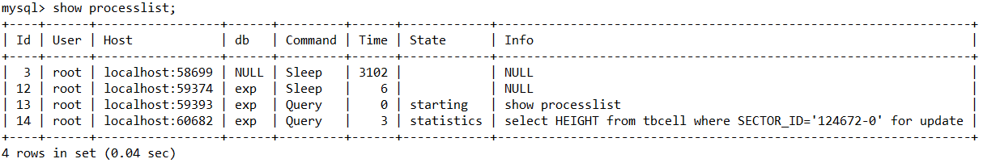 mysql> show processlist;
+----+------+-----------------+------+---------+------+------------+-----------------------------------------------------------------+
| Id | User | Host            | db   | Command | Time | State      | Info                                                            |
+----+------+-----------------+------+---------+------+------------+-----------------------------------------------------------------+
|  3 | root | localhost:58699 | NULL | Sleep   | 3102 |            | NULL                                                            |
| 12 | root | localhost:59374 | exp  | Sleep   |    6 |            | NULL                                                            |
| 13 | root | localhost:59393 | exp  | Query   |    0 | starting   | show processlist                                                |
| 14 | root | localhost:60682 | exp  | Query   |    3 | statistics | select HEIGHT from tbcell where SECTOR_ID='124672-0' for update |
+----+------+-----------------+------+---------+------+------------+-----------------------------------------------------------------+
4 rows in set (0.04 sec)